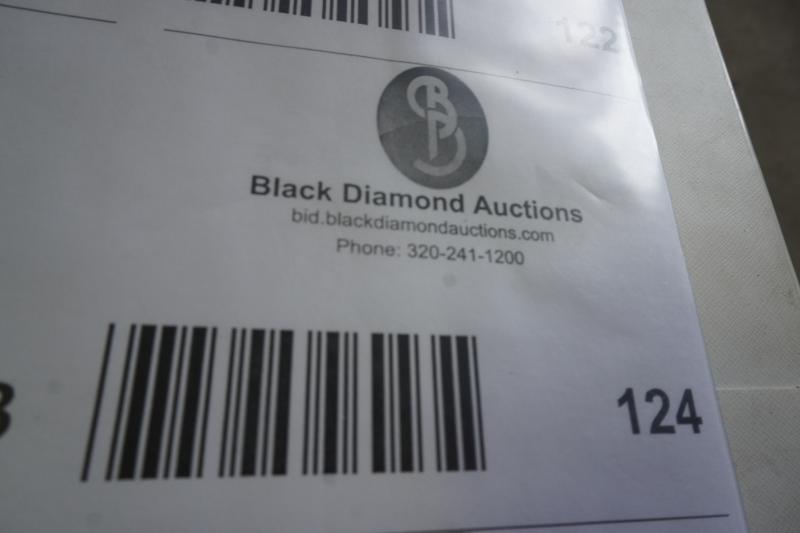 122
Black Diamond Auctions
bid.blackdiamondauctions.com
Phone: 320-241-1200
124